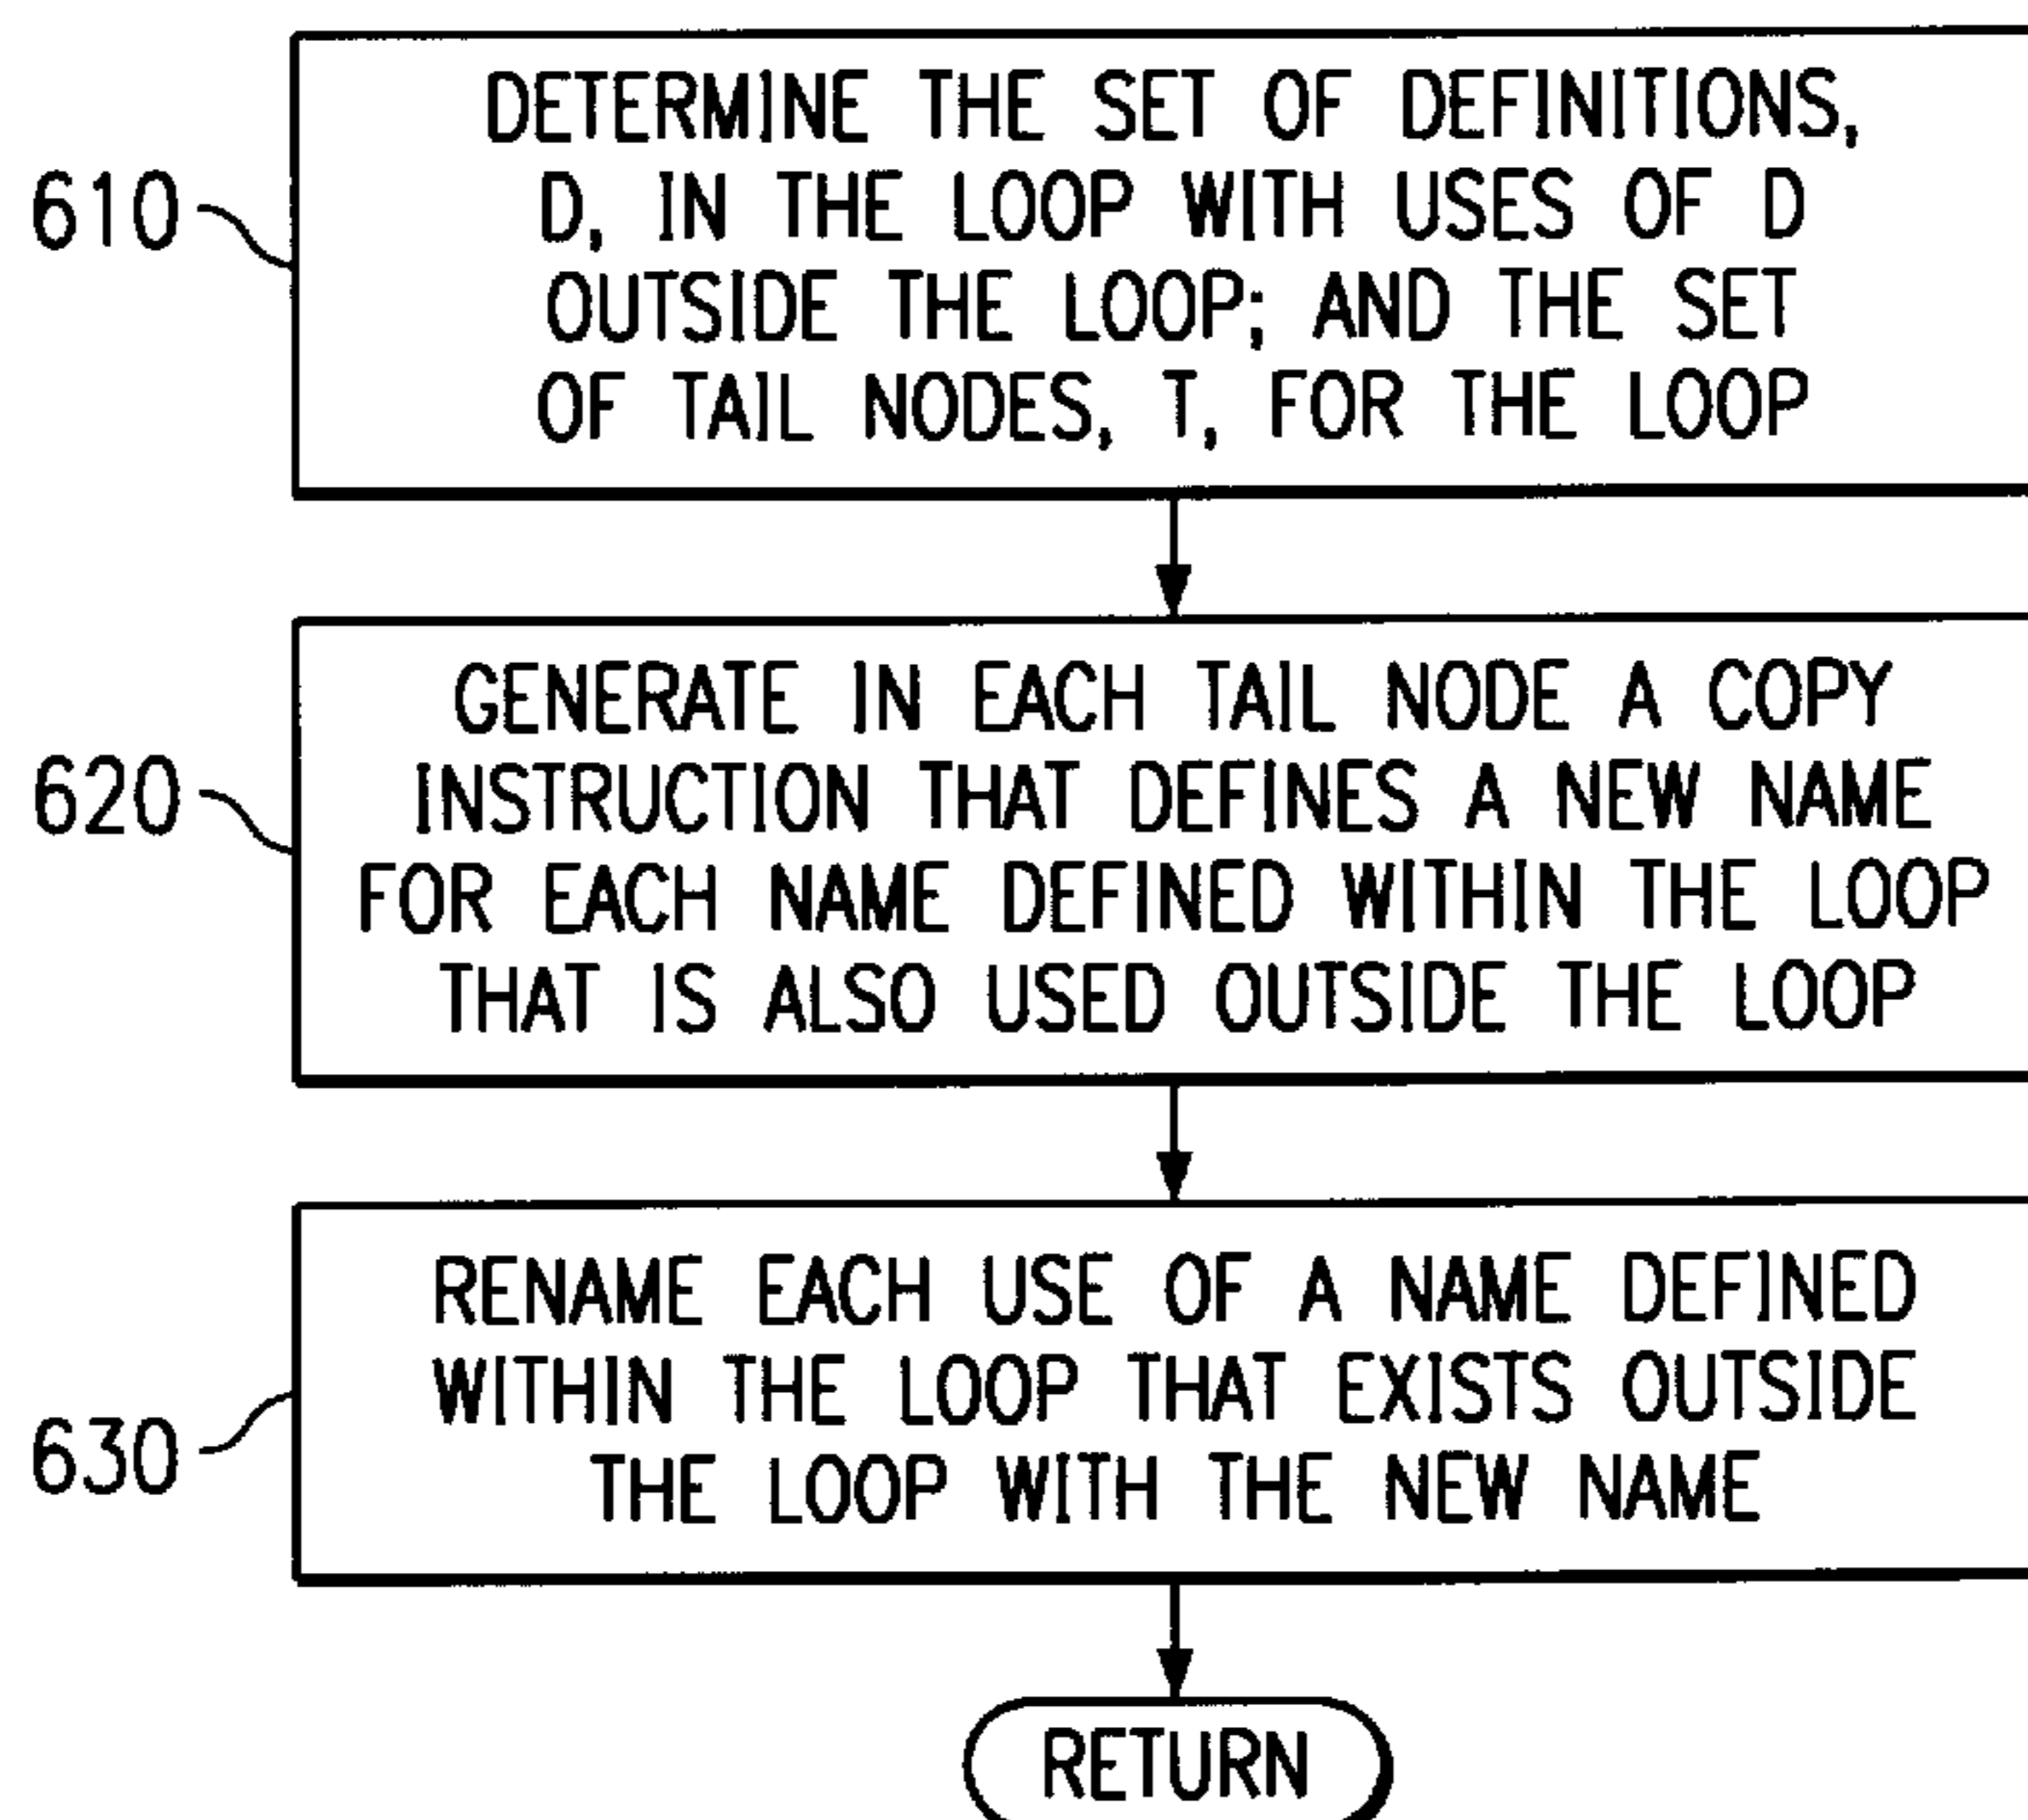 DETERMINE THE SET OF DEFINITIONS,
D, IN THE LOOP WITH USES OF D
OUTSIDE THE LOOP; AND THE SET
OF TAIL NODES, T, FOR THE LOOP
610
GENERATE IN EACH TAIL NODE A COPY
INSTRUCTION THAT DEFINES A NEW NAME
FOR EACH NAME DEFINED WITHIN THE LOOP
THAT IS ALSO USED OUTSIDE THE LOOP
620
RENAME EACH USE OF A NAME DEFINED
WITHIN THE LOOP THAT EXISTS OUTSIDE
THE LOOP WITH THE NEW NAME
630
RETURN